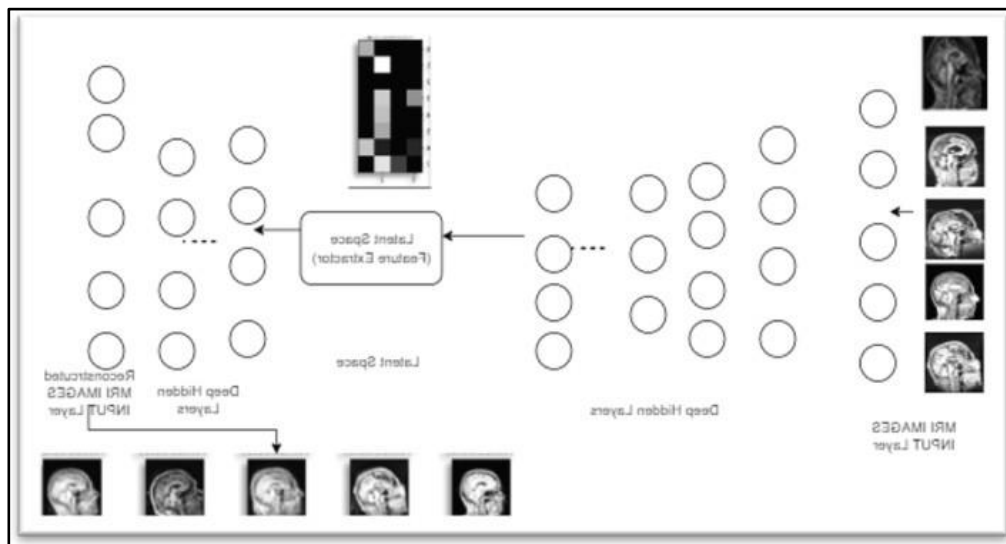 Latent Space
(Feature Extractor)
Latent Space
MRI IMAGES
INPUT Layer
Deep Hidden Layers
Deep Hidden
Layers
Reconstrcuted
MRI IMAGES
INPUT Layer